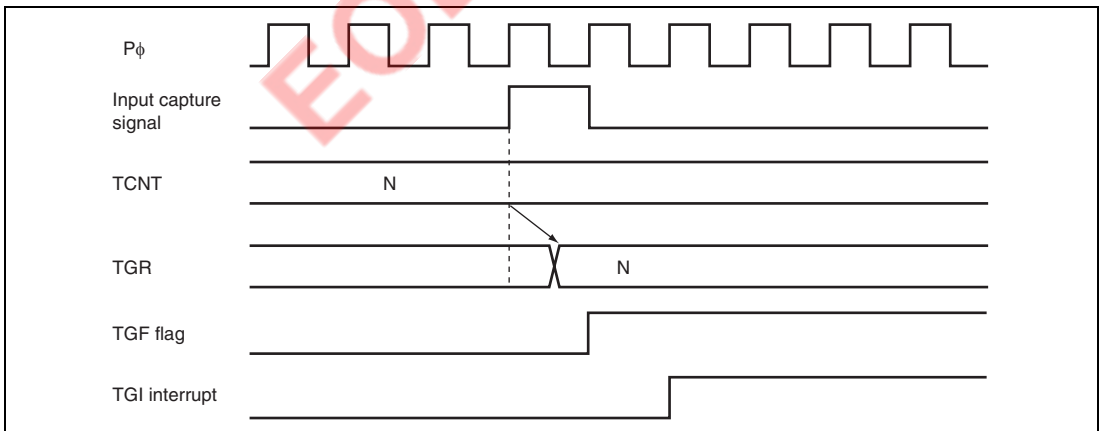 Pϕ
Input capture
signal
TCNT
N
TGR
N
TGF flag
TGI interrupt